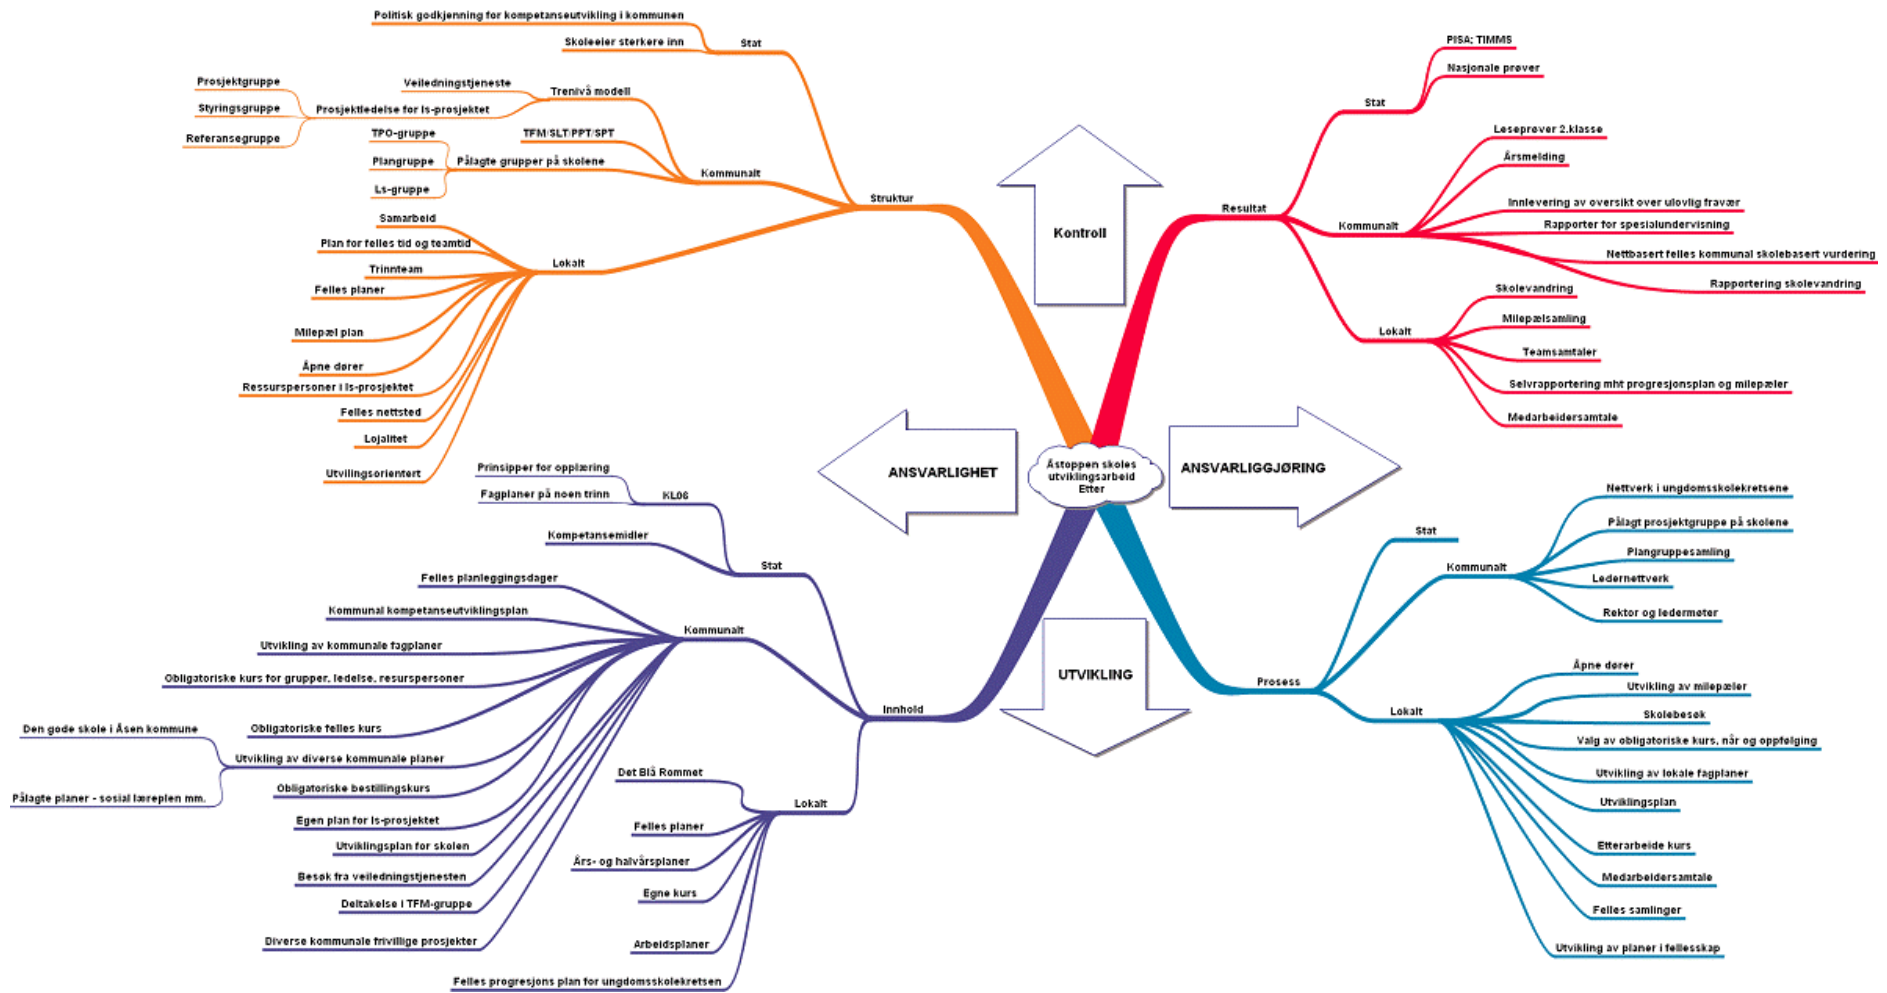 Politisk godkjenning for kompetanseutvikling i kommunen
Skoleeier sterkere inn
Stat
Prosjektgruppe
Styringsgruppe
Referansegruppe
Veiledningstjeneste
Prosjektledelse for ls-prosjektet
Trenivå modell
TFM/SLT/PPT/SPT
TPO-gruppe
Plangruppe
Ls-gruppe
Pålagte grupper på skolene
Kommunalt
Struktur
Samarbeid
Plan for felles tid og teamtid
Trinnteam
Felles planer
Milepæl plan
Åpne dører
Ressurspersoner i ls-prosjektet
Felles nettsted
Lojalitet
Utvilingsorientert
Lokalt
Kontroll
PISA; TIMMS
Nasjonale prøver
Stat
Resultat
Leseprøver 2.klasse
Årsmelding
Innlevering av oversikt over ulovlig fravær
Rapporter for spesialundervisning
Nettbasert felles kommunal skolebasert vurdering
Rapportering skolevandring
Kommunalt
Skolevandring
Milepælsamling
Teamsamtaler
Selvrapportering mht progresjonsplan og milepæler
Medarbeidersamtale
Lokalt
ANSVARLIGHET
Åstoppen skoles
utviklingsarbeid
Etter
ANSVARLIGGJØRING
Prinsipper for opplæring
Fagplaner på noen trinn
KL06
Kompetansemidler
Stat
Felles planleggingsdager
Kommunal kompetanseutviklingsplan
Utvikling av kommunale fagplaner
Obligatoriske kurs for grupper, ledelse, resurspersoner
Obligatoriske felles kurs
Den gode skole i Åsen kommune
Pålagte planer - sosial læreplen mm.
Utvikling av diverse kommunale planer
Obligatoriske bestillingskurs
Egen plan for ls-prosjektet
Utviklingsplan for skolen
Besøk fra veiledningstjenesten
Deltakelse i TFM-gruppe
Diverse kommunale frivillige prosjekter
Kommunalt
Innhold
Det Blå Rommet
Felles planer
Års- og halvårsplaner
Egne kurs
Arbeidsplaner
Felles progresjons plan for ungdomsskolekretsen
Lokalt
UTVIKLING
Stat
Nettverk i ungdomsskolekretsene
Pålagt prosjektgruppe på skolene
Plangruppesamling
Ledernettverk
Rektor og ledermøter
Kommunalt
Prosess
Åpne dører
Utvikling av milepæler
Skolebesøk
Valg av obligatoriske kurs, når og oppfølging
Utvikling av lokale fagplaner
Utviklingsplan
Etterarbeide kurs
Medarbeidersamtale
Felles samlinger
Utvikling av planer i fellesskap
Lokalt